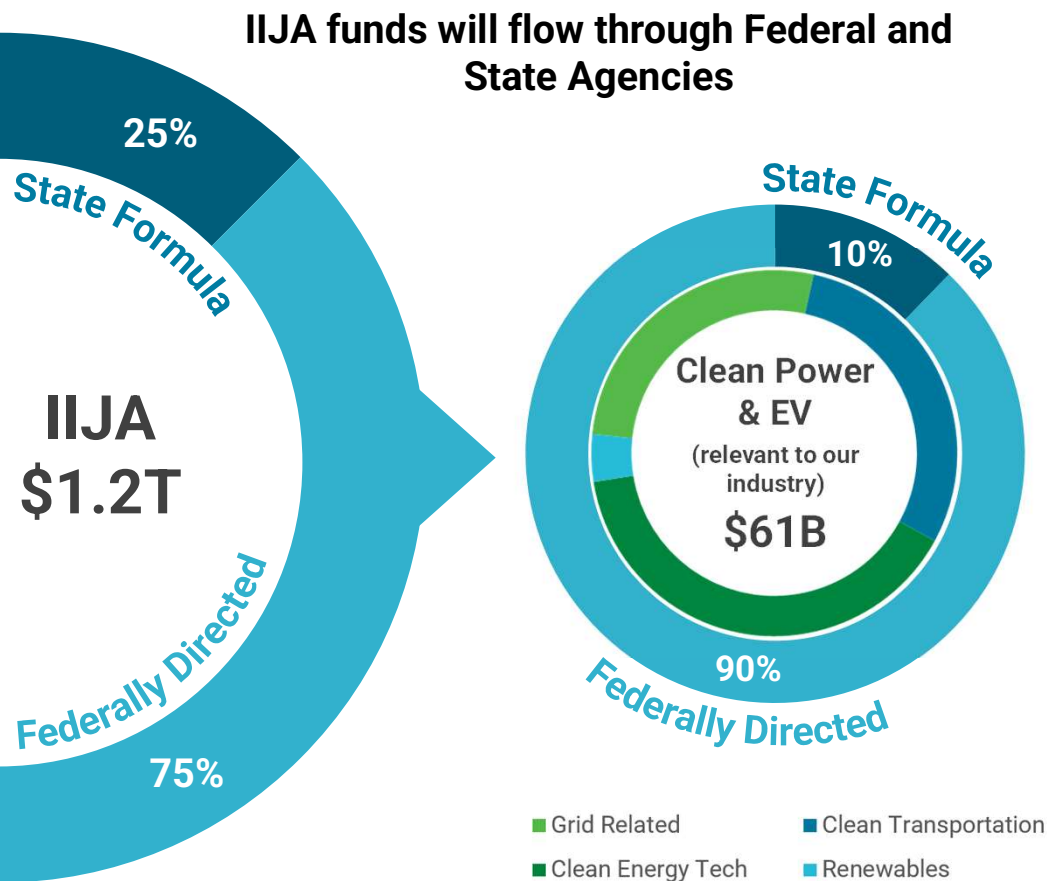 IIJA funds will flow through Federal and
State Agencies
25%
State Formula
IIJA
$1.2T
Federally Directed
75%
State Formula
10%
Clean Power
& EV
(relevant to our
industry)
$61B
90%
Federally Directed
Grid Related
Clean Transportation
Clean Energy Tech
Renewables